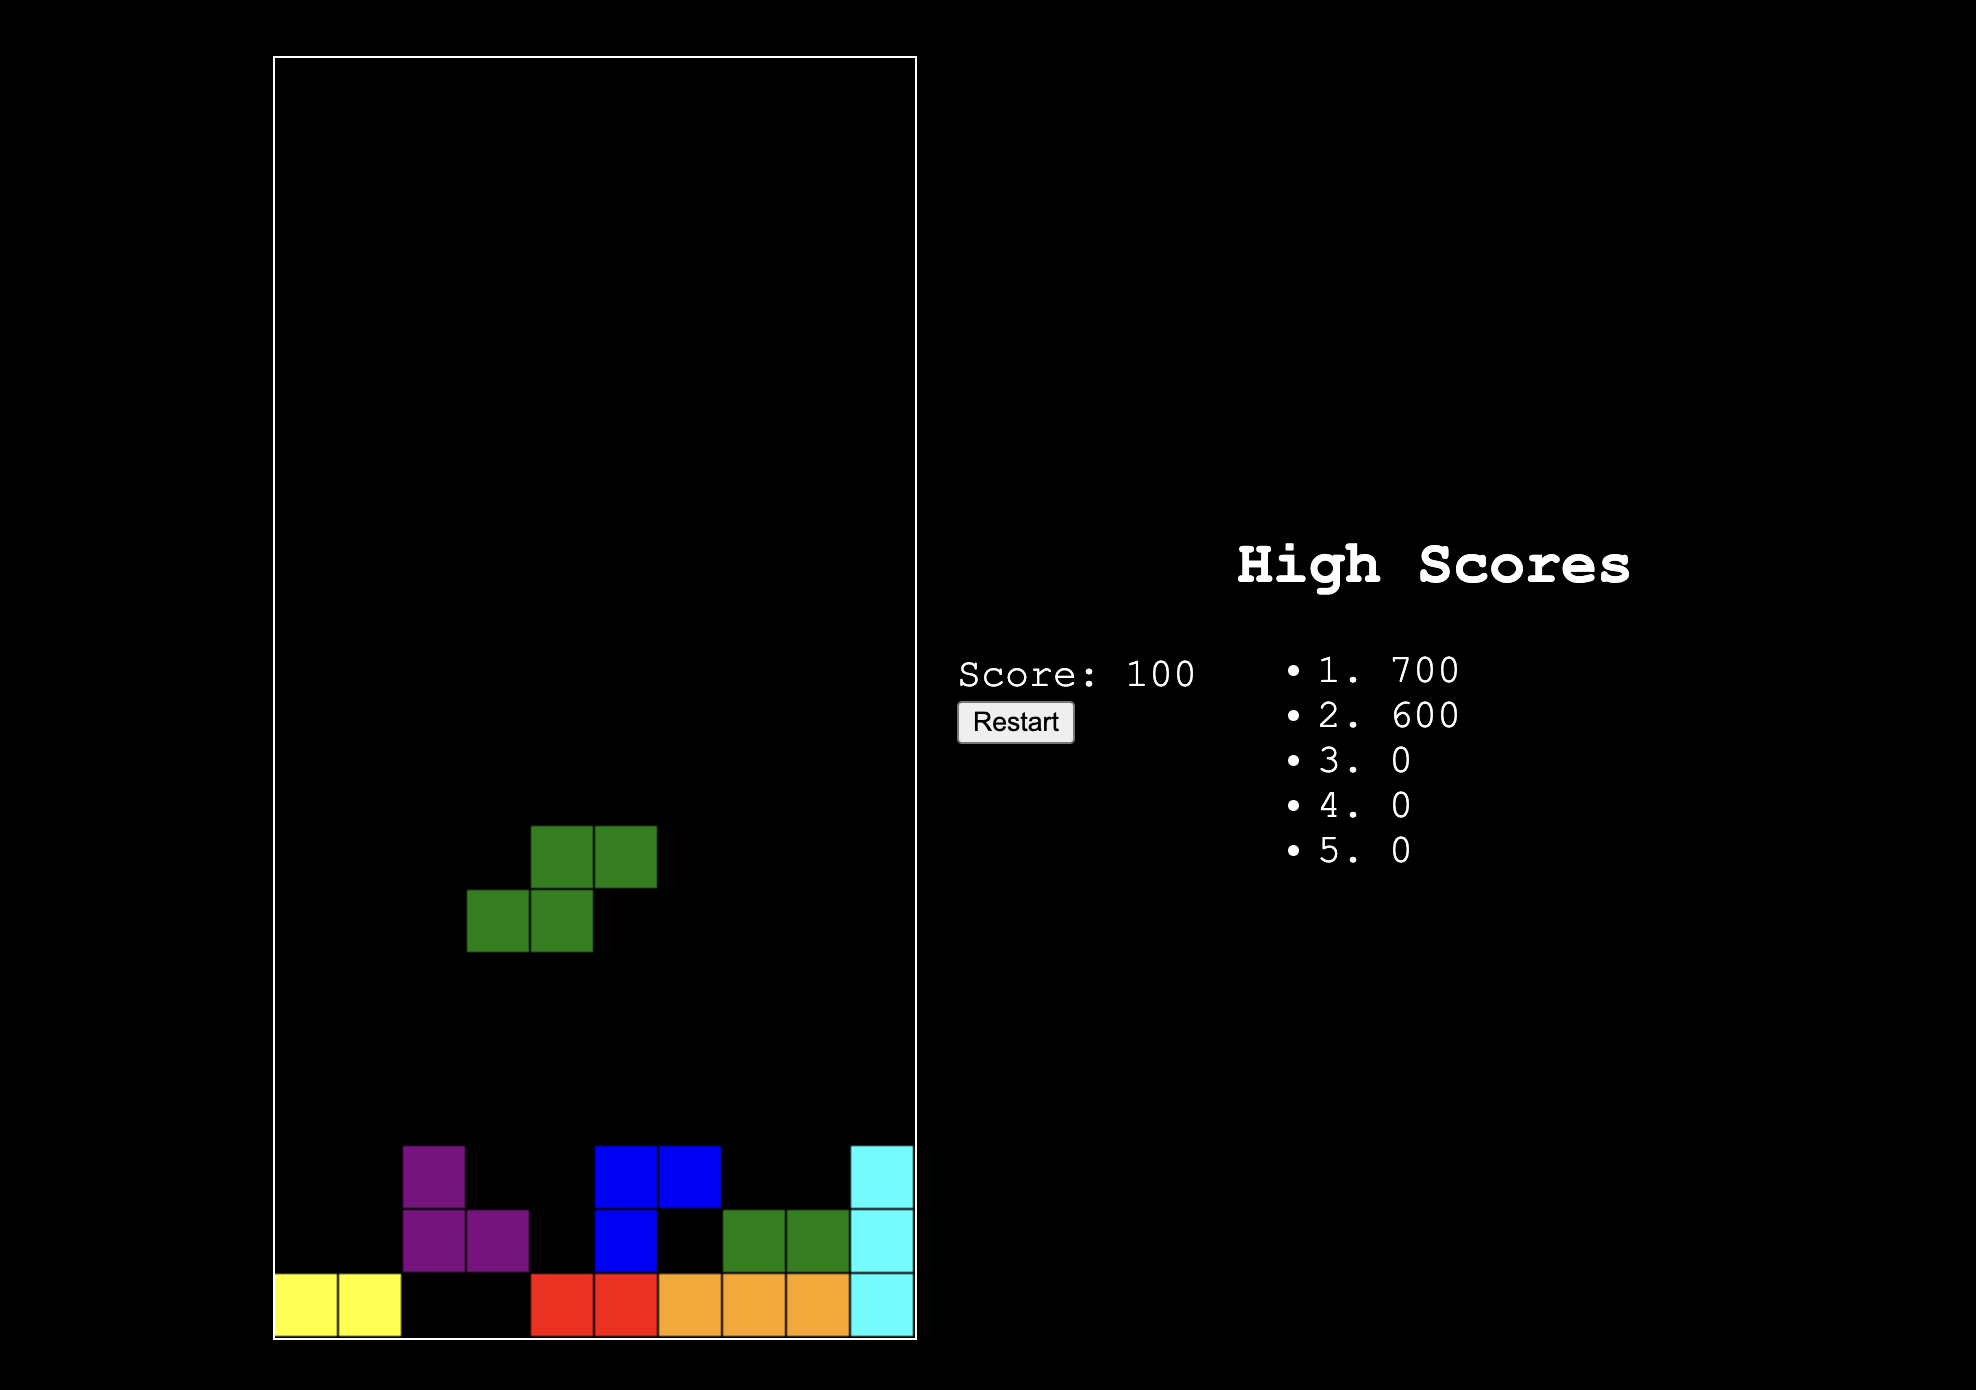 High Scores
Score: 100
Restart
• 1. 700
• 2. 600
• 3. 0
• 4. 0
• 5. 0